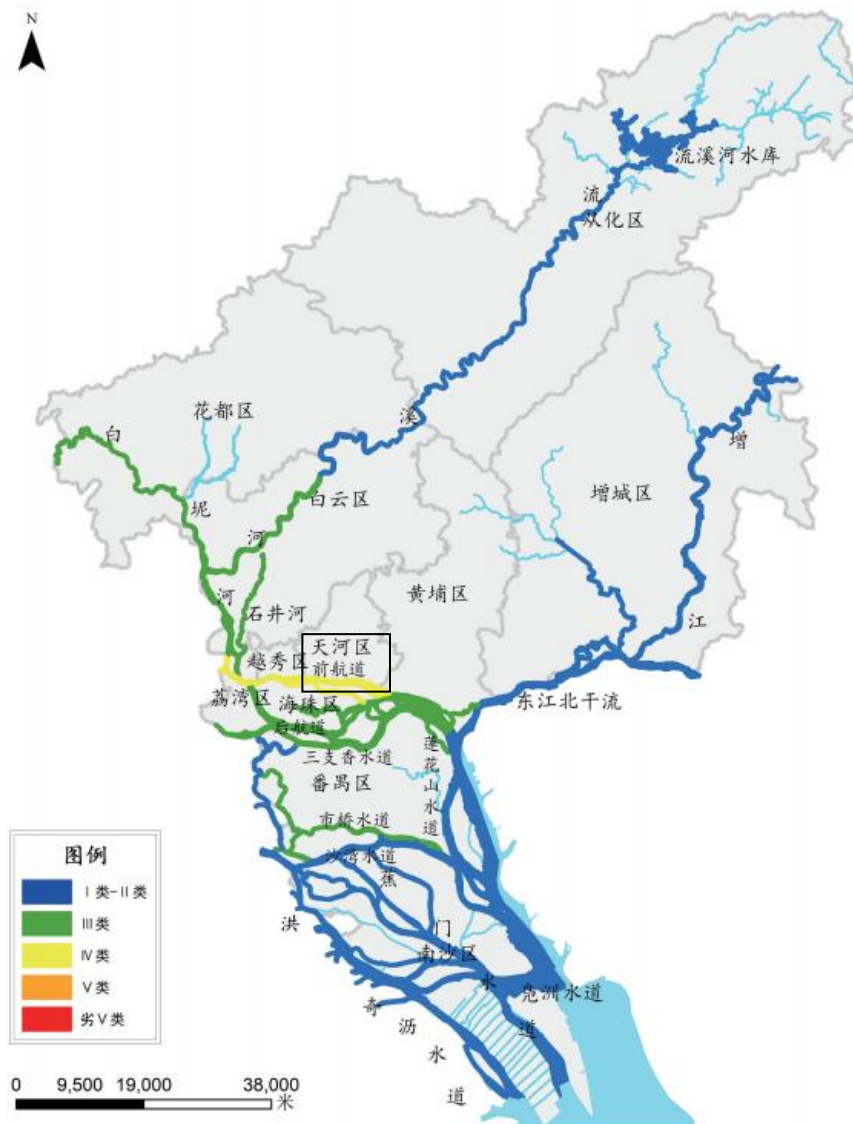 N
流溪河水库
流
从化区
花都区
溪
白
增
坭
白云区
增城区
河
黄埔区
河
石井河
江
天河区
越秀区
前航道
荔湾区
海珠区
东江北干流
后航道
三支香水道
莲花山水道
番禺区
市桥水道
沙湾水道
蕉
洪
门
南沙区
水
凫洲水道
奇
道
沥
水
道
图例
Ⅰ类-Ⅱ类
Ⅲ类
Ⅳ类
Ⅴ类
劣Ⅴ类
0 9,500 19,000 38,000
米